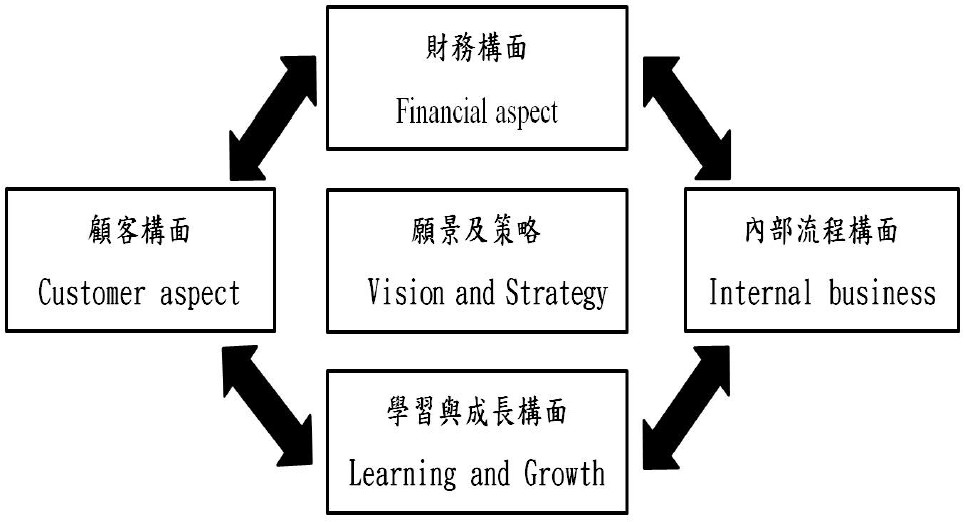 財務構面
Financial aspect
顧客構面
Customer aspect
願景及策略
Vision and Strategy
內部流程構面
Internal business
學習與成長構面
Learning and Growth